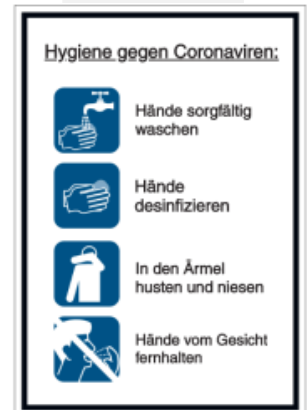 Hygiene gegen Coronaviren:
Hände sorgfältig
waschen
Hände
desinfizieren
In den Ärmel
husten und niesen
Hände vom Gesicht
fernhalten